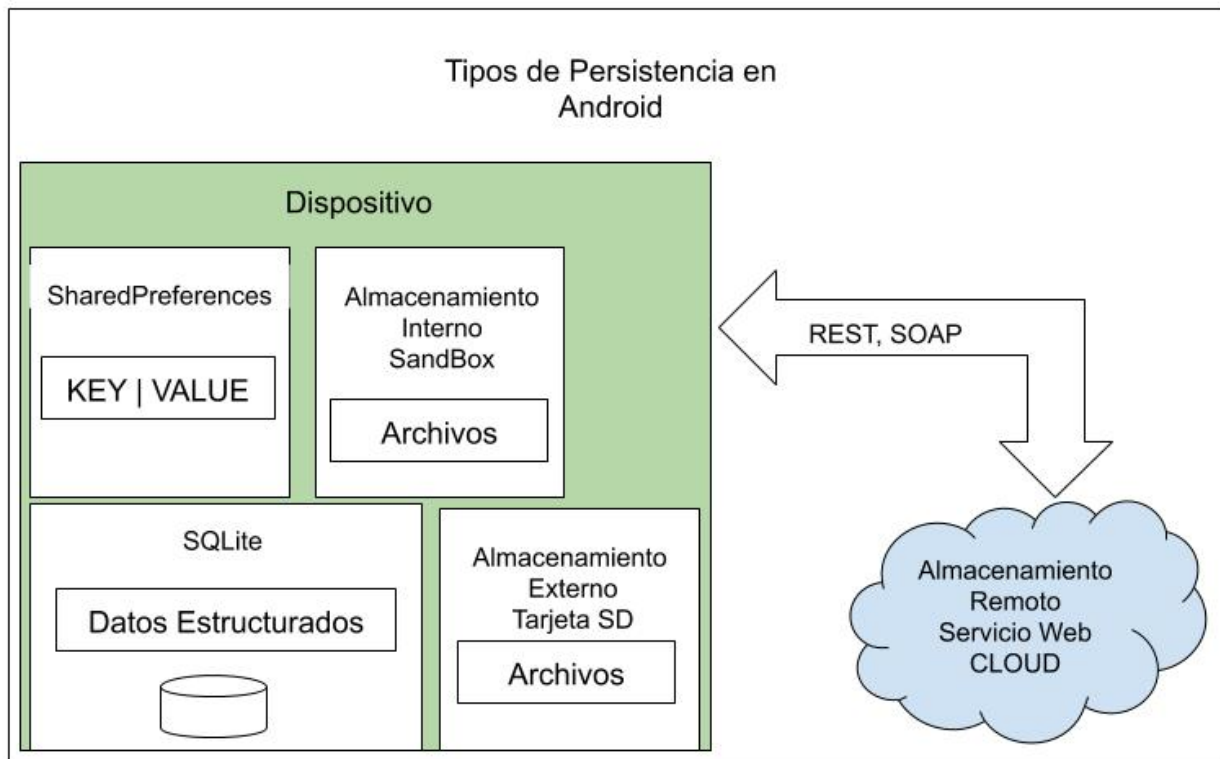 Tipos de Persistencia en
Android
Dispositivo
SharedPreferences
KEY | VALUE
Almacenamiento
Interno
SandBox
Archivos
SQLite
Datos Estructurados
Almacenamiento
Externo
Tarjeta SD
Archivos
REST, SOAP
Almacenamiento
Remoto
Servicio Web
CLOUD